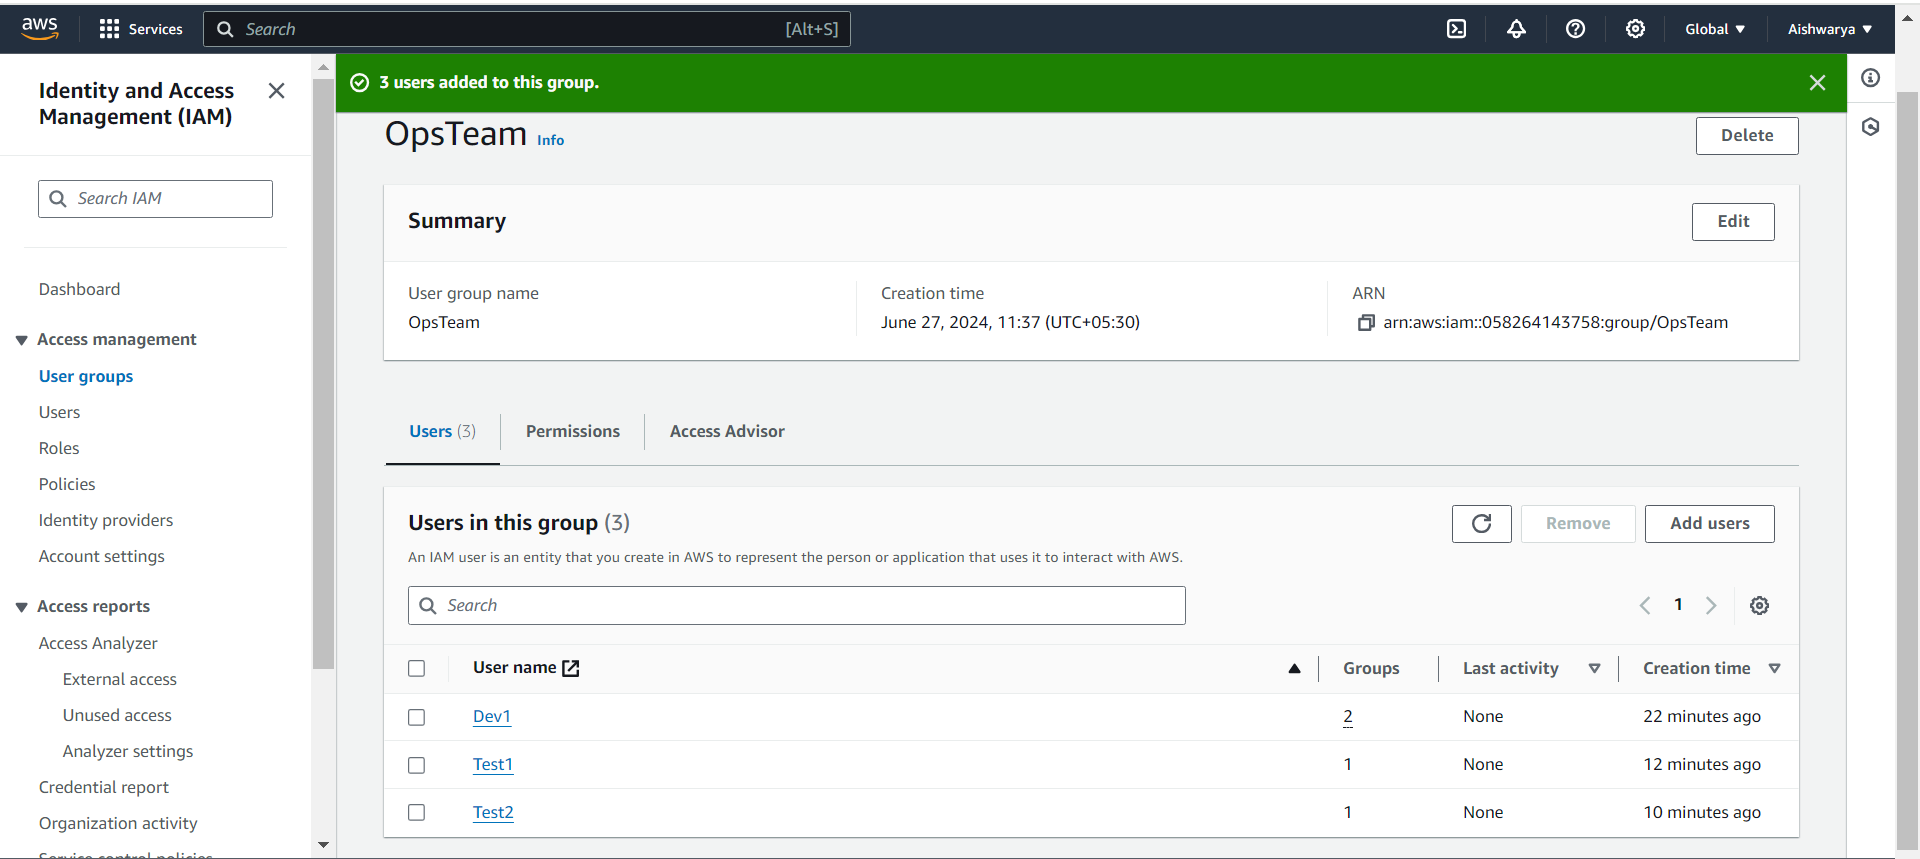 aws
Services
Search [Alt+S]
Global
Aishwarya
Identity and Access
Management (IAM)
Search IAM
Dashboard
Access management
User groups
Users
Roles
Policies
Identity providers
Account settings
Access reports
Access Analyzer
External access
Unused access
Analyzer settings
Credential report
Organization activity
Service control policies
3 users added to this group.
OpsTeam Info
Delete
Summary
Edit
User group name
OpsTeam
Creation time
June 27, 2024, 11:37 (UTC+05:30)
ARN
arn:aws:iam::058264143758:group/OpsTeam
Users (3)
Permissions
Access Advisor
Users in this group (3)
Remove
Add users
An IAM user is an entity that you create in AWS to represent the person or application that uses it to interact with AWS.
Search
1
User name Groups Last activity Creation time
Dev1 2 None 22 minutes ago
Test1 1 None 12 minutes ago
Test2 1 None 10 minutes ago